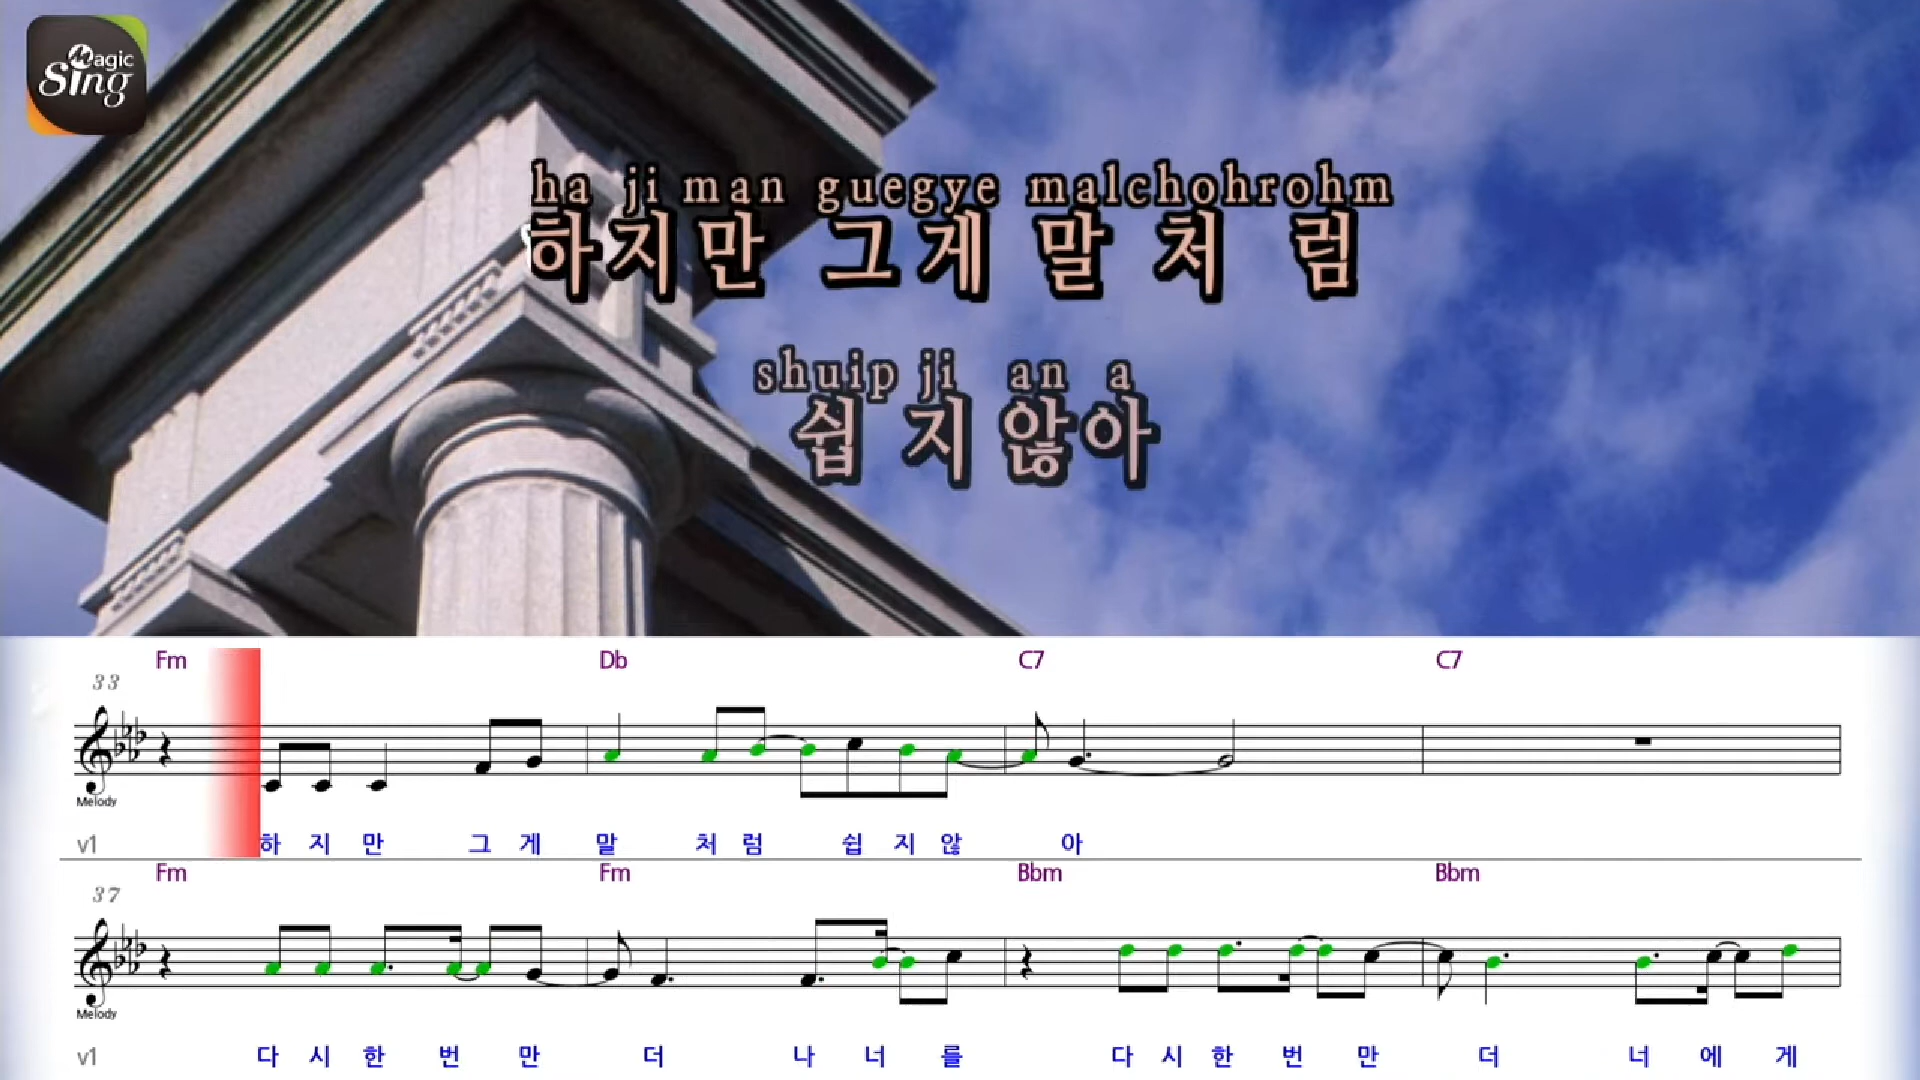 Magic
Sing
ha ji man guegye malchohrohm
하지만 그게 말처럼
shuip ji an a
쉽지않아
Fm Db C7 C7
33
Melody
v1 하 지 만 그 게 말 처 럼 쉽 지 않 아
Fm Fm Bbm Bbm
37
Melody
v1 다 시 한 번 만 더 나 너 를 다 시 한 번 만 더 너 에 게